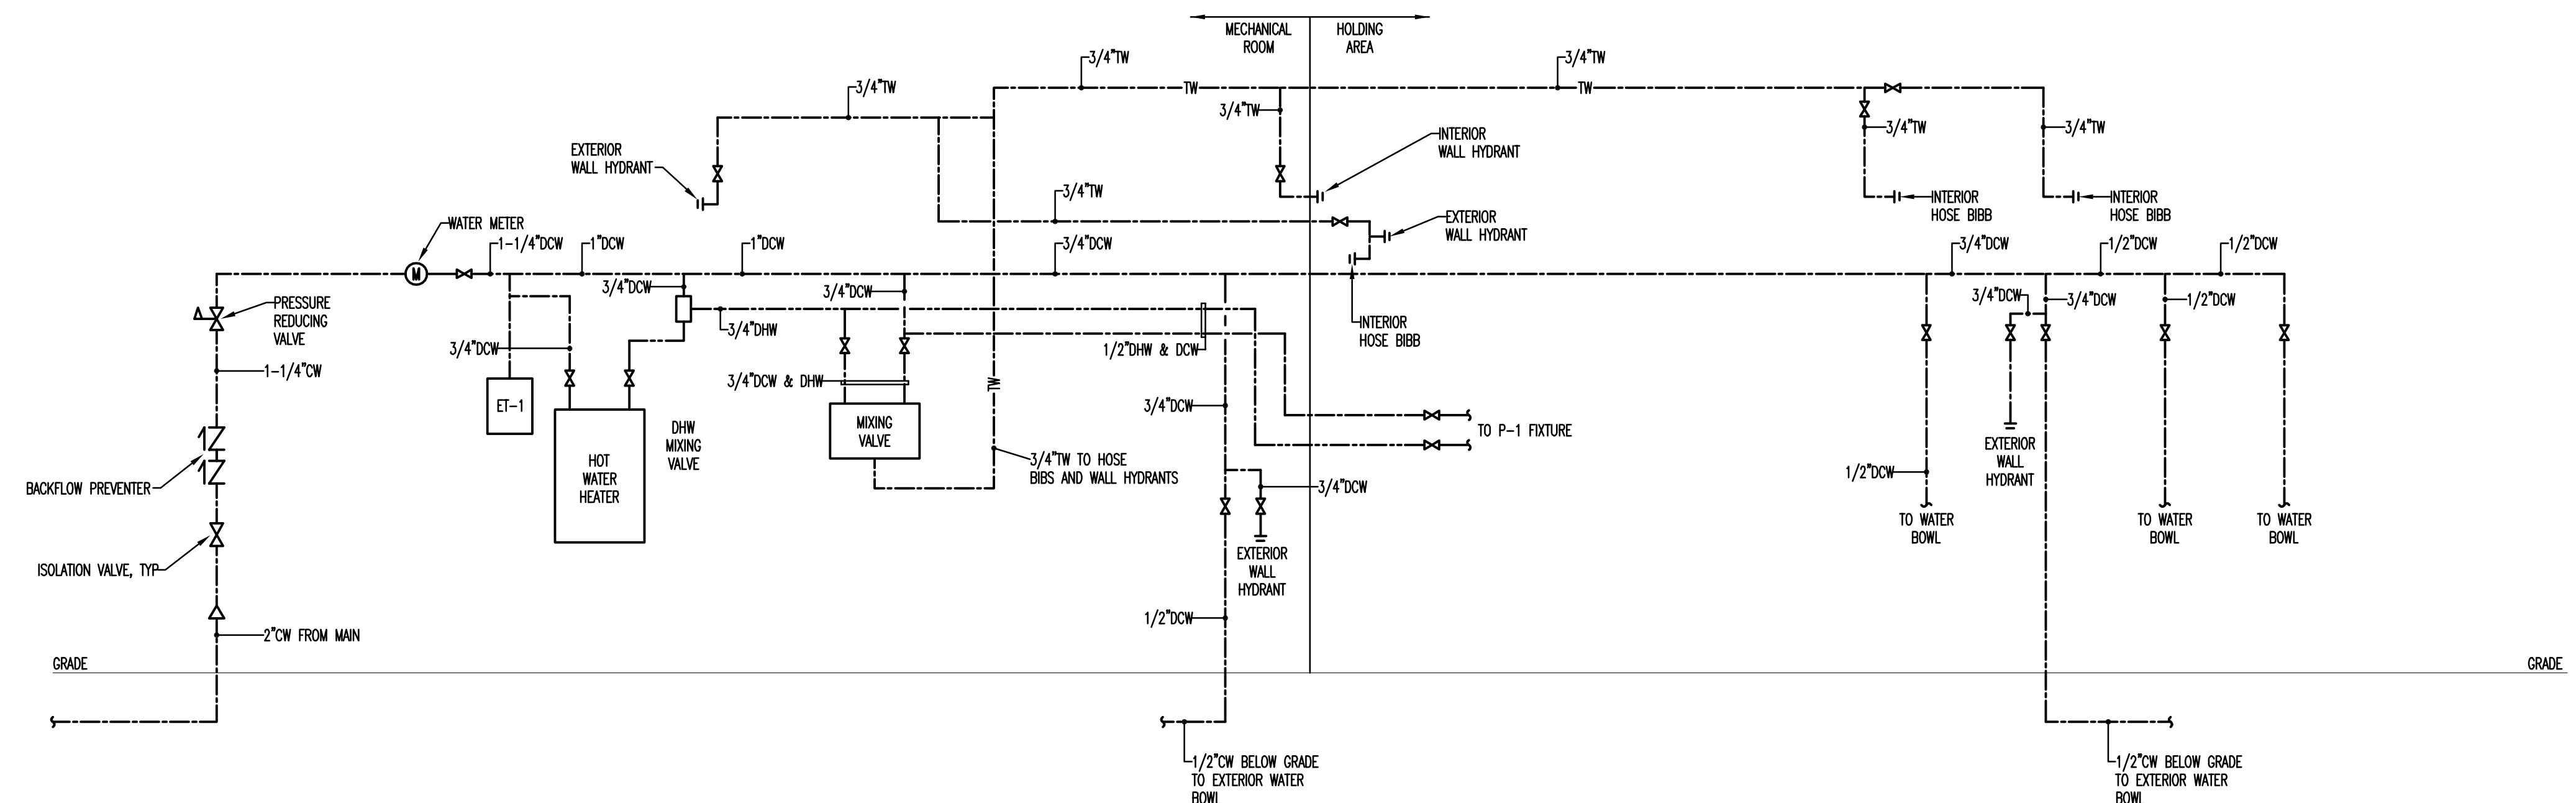 MECHANICAL
ROOM
HOLDING
AREA
3/4"TW
3/4"TW
3/4"TW
TW
TW
3/4"TW
3/4"TW
3/4"TW
EXTERIOR
WALL HYDRANT
INTERIOR
WALL HYDRANT
3/4"TW
INTERIOR
HOSE BIBB
INTERIOR
HOSE BIBB
EXTERIOR
WALL HYDRANT
WATER METER
1-1/4"DCW
1"DCW
1"DCW
3/4"DCW
3/4"DCW
1/2"DCW
1/2"DCW
M
PRESSURE
REDUCING
VALVE
3/4"DCW
3/4"DCW
3/4"DCW
3/4"DCW
1/2"DCW
3/4"DHW
INTERIOR
HOSE BIBB
3/4"DCW
1/2"DHW & DCW
1-1/4"CW
3/4"DCW & DHW
TW
ET-1
3/4"DCW
MIXING
VALVE
DHW
MIXING
VALVE
TO P-1 FIXTURE
EXTERIOR
WALL
HYDRANT
HOT
WATER
HEATER
3/4"TW TO HOSE
BIBS AND WALL HYDRANTS
1/2"DCW
BACKFLOW PREVENTER
3/4"DCW
TO WATER
BOWL
TO WATER
BOWL
TO WATER
BOWL
EXTERIOR
WALL
HYDRANT
ISOLATION VALVE, TYP
1/2"DCW
2"CW FROM MAIN
GRADE
GRADE
1/2"CW BELOW GRADE
TO EXTERIOR WATER
BOWL
1/2"CW BELOW GRADE
TO EXTERIOR WATER
BOWL